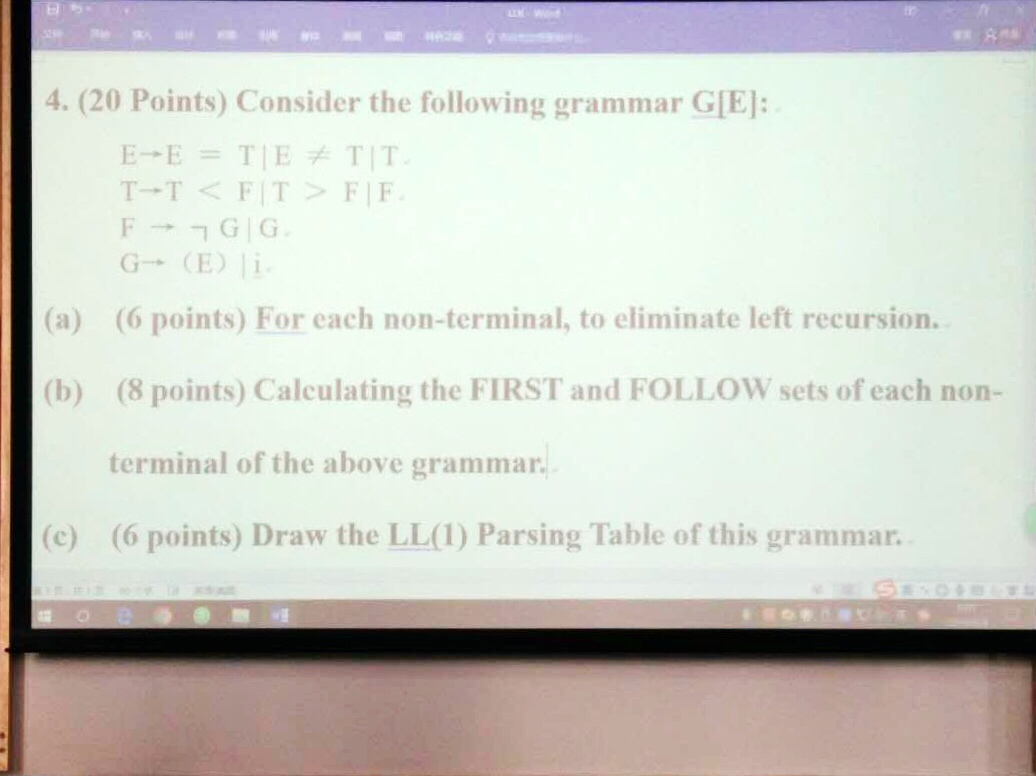 4. (20 Points) Consider the following grammar G[E]:
E→E = T|E ≠ T|T.
T→T < F|T > F|F.
F → ¬ G|G.
G→ (E) |i.
(a) (6 points) For each non-terminal, to eliminate left recursion.
(b) (8 points) Calculating the FIRST and FOLLOW sets of each non-
terminal of the above grammar.
(c) (6 points) Draw the LL(1) Parsing Table of this grammar.